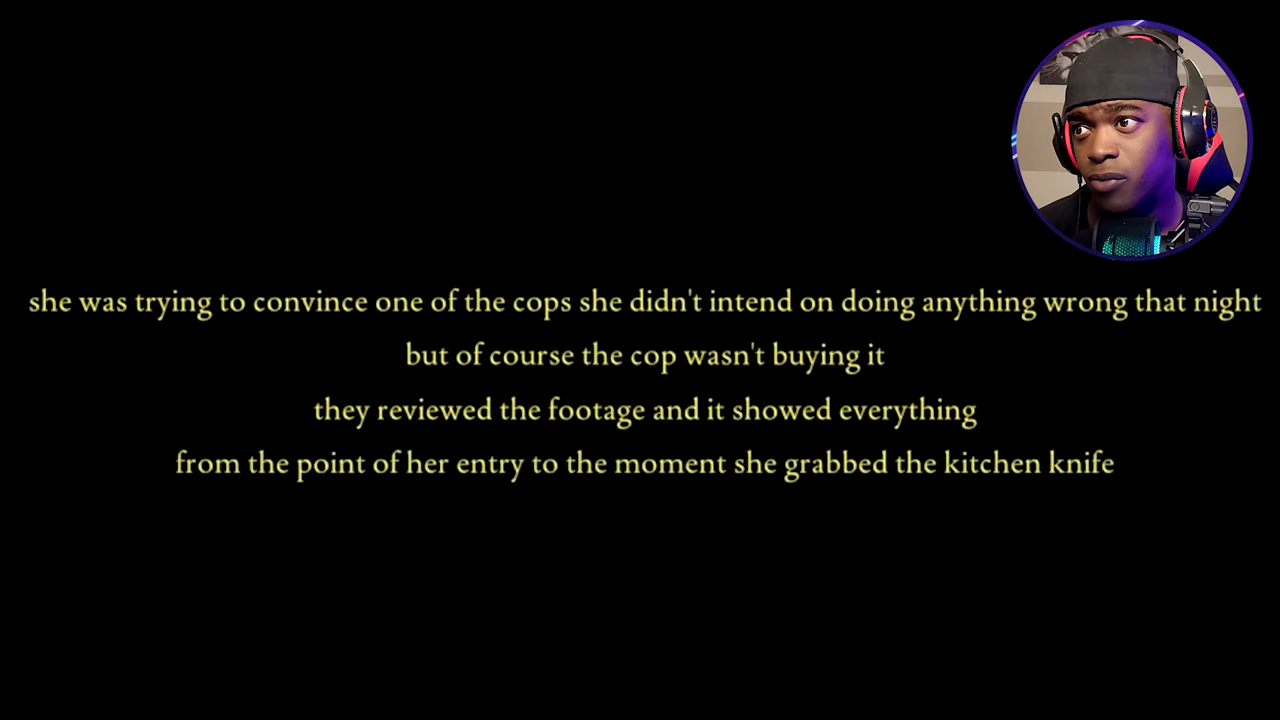 she was trying to convince one of the cops she didn't intend on doing anything wrong that night
but of course the cop wasn't buying it
they reviewed the footage and it showed everything
from the point of her entry to the moment she grabbed the kitchen knife